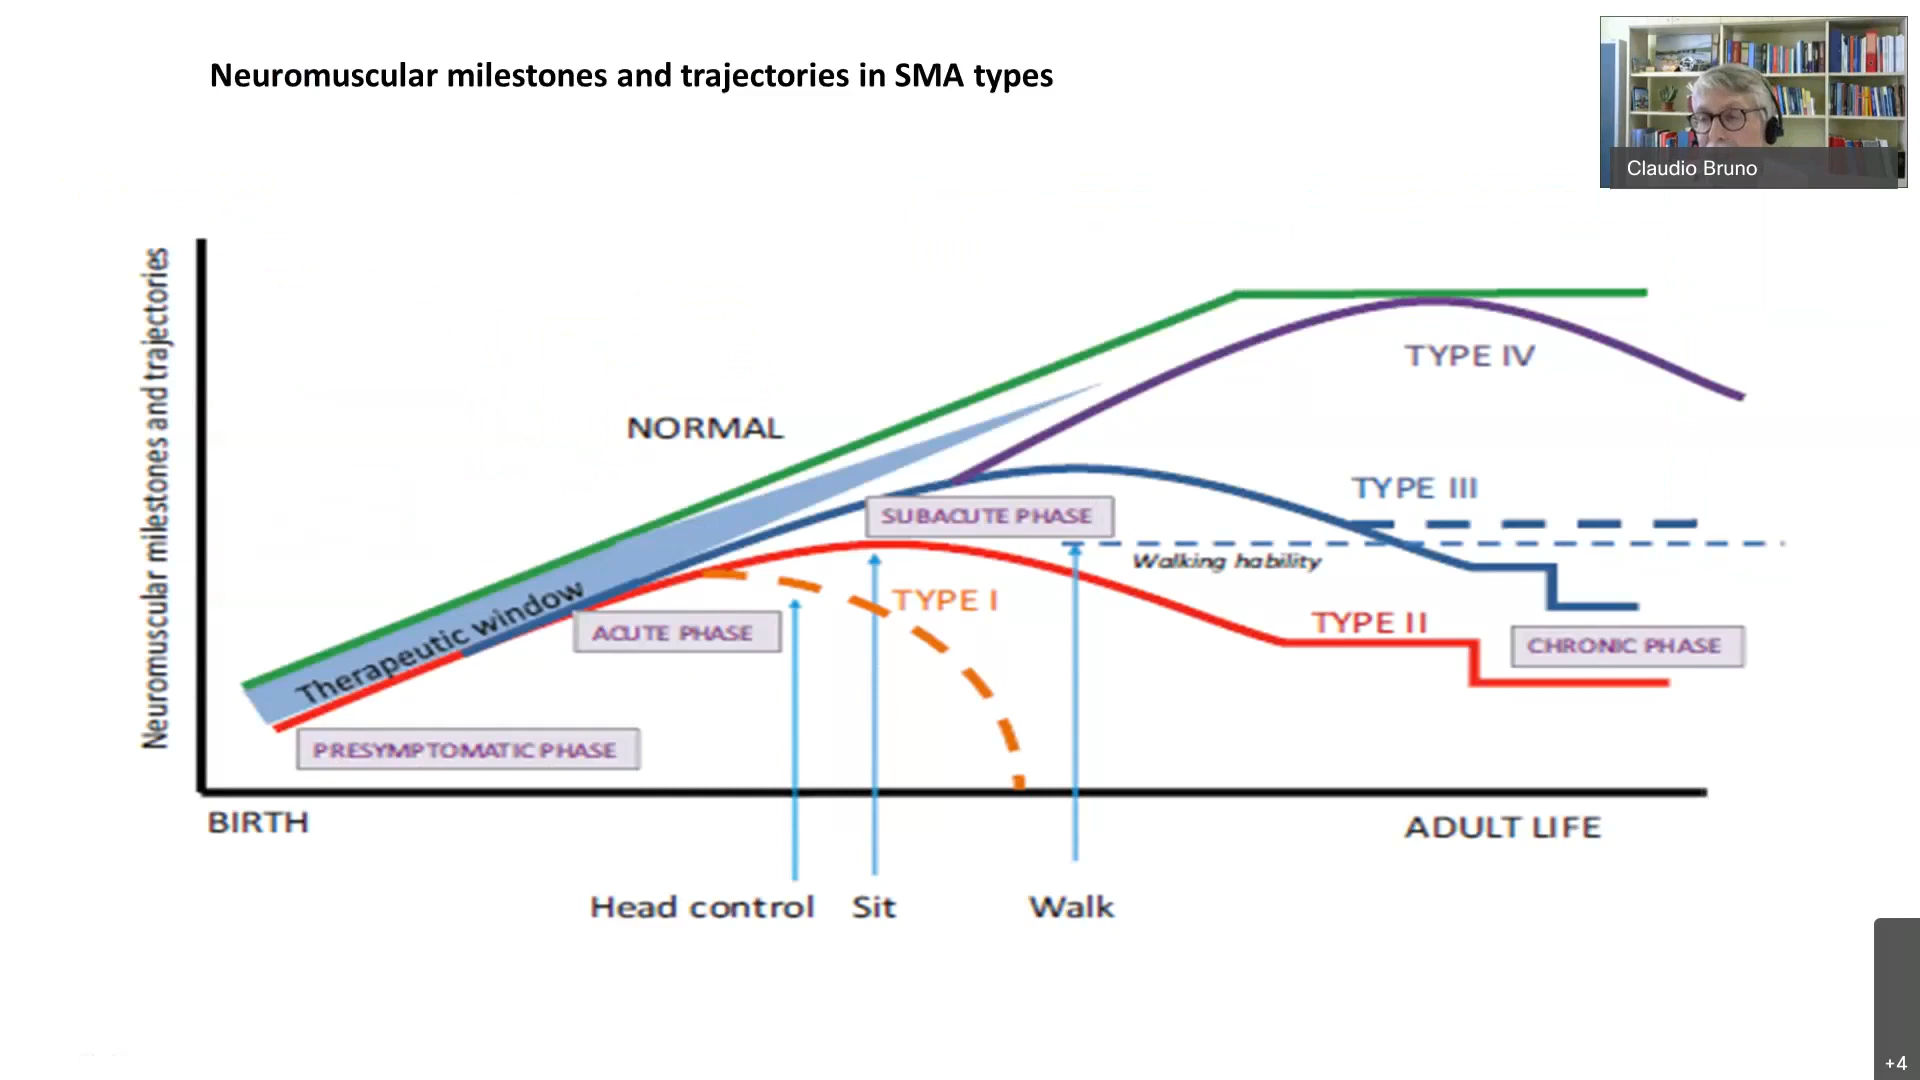 Neuromuscular milestones and trajectories in SMA types
Claudio Bruno
Neuromuscular milestones and trajectories
NORMAL
TYPE IV
TYPE III
SUBACUTE PHASE
Walking hability
Therapeutic window
TYPE I
TYPE II
ACUTE PHASE
CHRONIC PHASE
PRESYMPTOMATIC PHASE
BIRTH
ADULT LIFE
Head control
Sit
Walk
+4